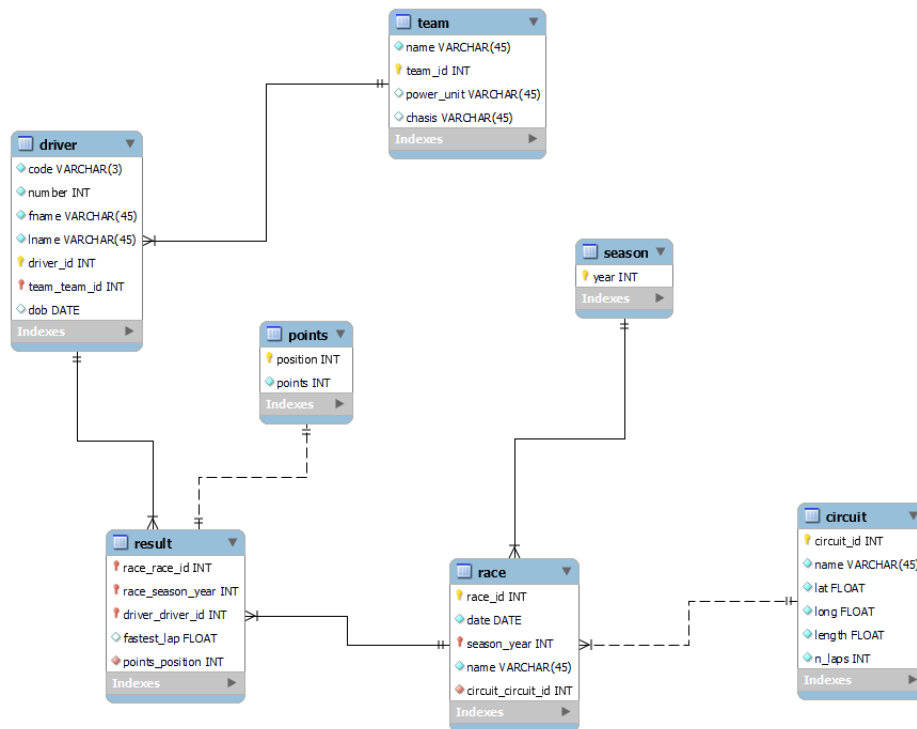 team
name VARCHAR(45)
team_id INT
power_unit VARCHAR(45)
chasis VARCHAR(45)
Indexes
driver
code VARCHAR(3)
number INT
fname VARCHAR(45)
lname VARCHAR(45)
driver_id INT
team_team_id INT
dob DATE
Indexes
season
year INT
Indexes
points
position INT
points INT
Indexes
result
race_race_id INT
race_season_year INT
driver_driver_id INT
fastest_lap FLOAT
points_position INT
Indexes
race
race_id INT
date DATE
season_year INT
name VARCHAR(45)
circuit_circuit_id INT
Indexes
circuit
circuit_id INT
name VARCHAR(45)
lat FLOAT
long FLOAT
length FLOAT
n_laps INT
Indexes